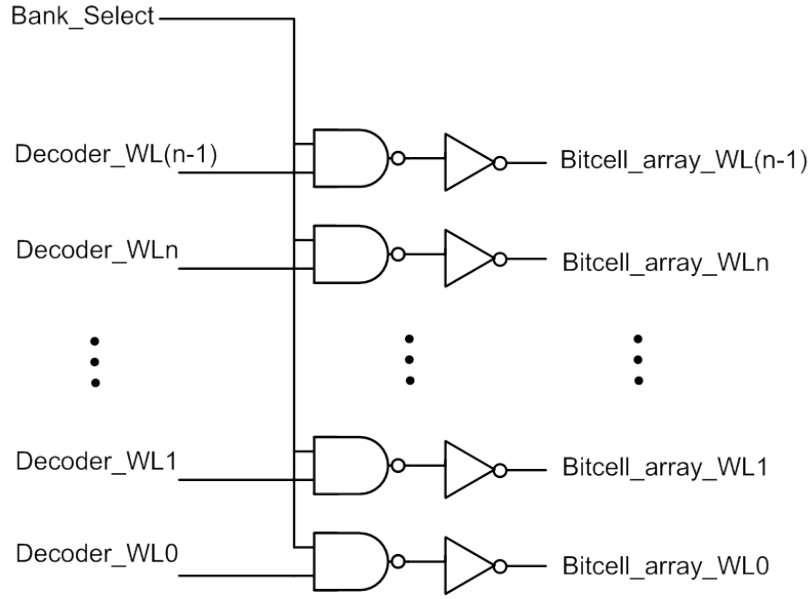 Bank_Select
Decoder_WL(n-1)
Bitcell_array_WL(n-1)
Decoder_WLn
Bitcell_array_WLn
Decoder_WL1
Bitcell_array_WL1
Decoder_WL0
Bitcell_array_WL0